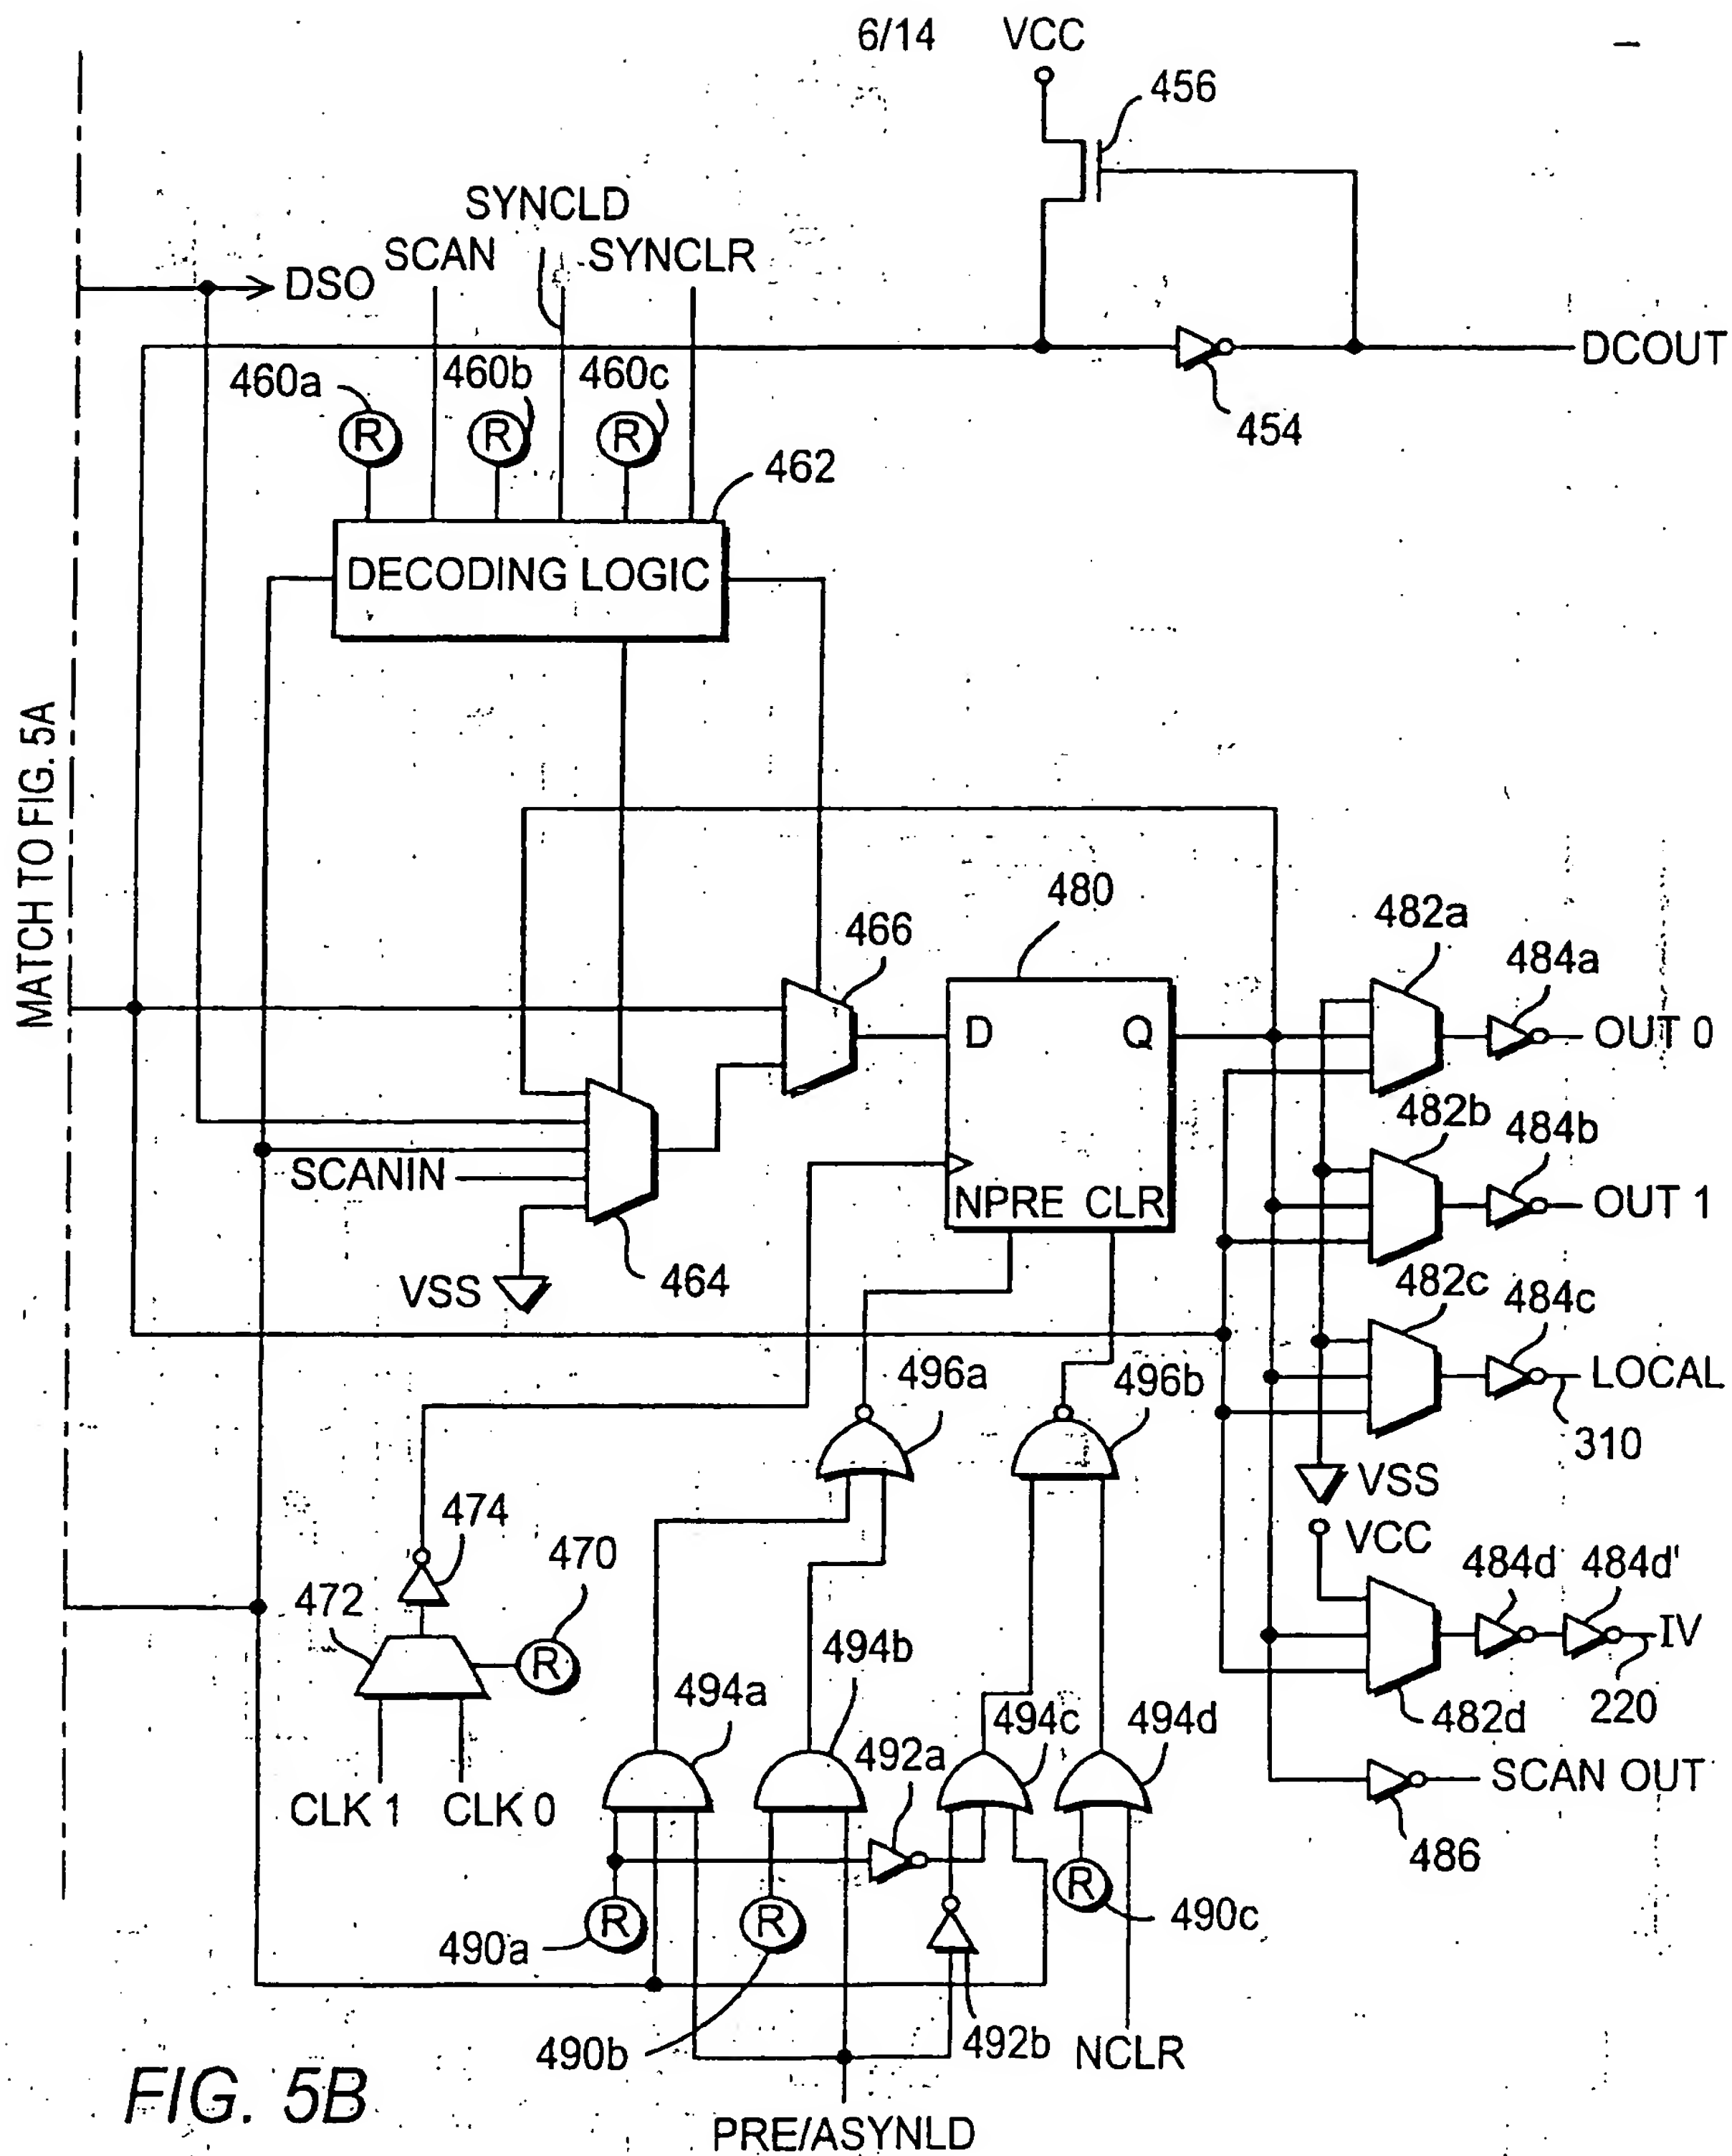 6/14 VCC
456
SYNCLD
SCAN SYNCLR
DSO
DCOUT
460a 460b 460c
R R R
454
462
DECODING LOGIC
MATCH TO FIG. 5A
480
482a
466
484a
D Q
OUT 0
482b
484b
SCANIN
NPRE CLR
OUT 1
464
VSS
482c
484c
496a
496b
LOCAL
310
VSS
474
470
VCC
484d 484d'
472
R
494b
IV
494a
494c 494d
220
482d
492a
CLK 1 CLK 0
SCAN OUT
486
R R R
490a
490c
490b
492b
NCLR
FIG. 5B
PRE/ASYNLD